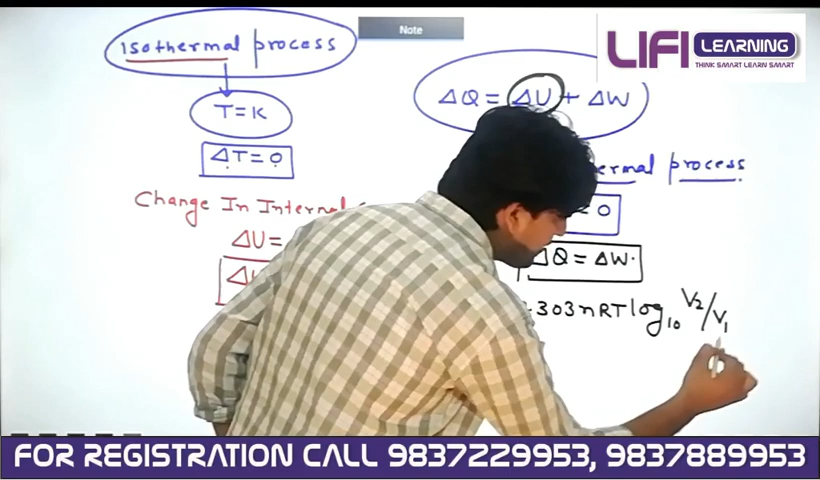 Isothermal process
T = K
ΔT = 0
Change In Internal
ΔU =
Note
LIFI LEARNING
THINK SMART LEARN SMART
ΔQ = ΔU + ΔW
process
= 0
ΔQ = ΔW.
.303nRT log10 V2/V1
FOR REGISTRATION CALL 9837229953, 9837889953